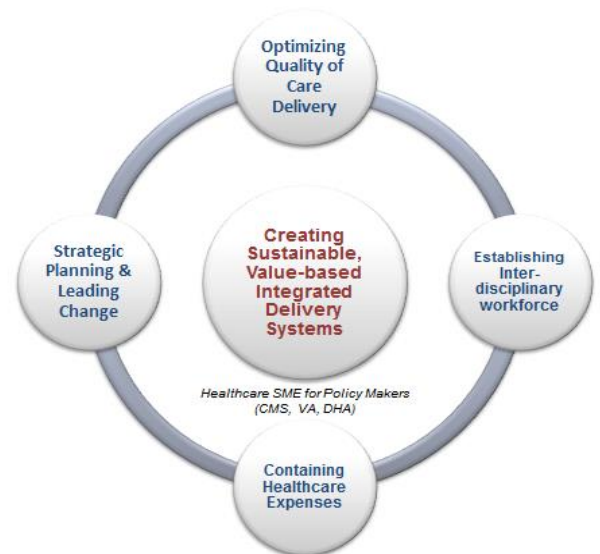 Optimizing
Quality of
Care
Delivery
Strategic
Planning &
Leading
Change
Creating
Sustainable,
Value-based
Integrated
Delivery
Systems
Establishing
Inter-
disciplinary
workforce
Healthcare SME for Policy Makers
(CMS, VA, DHA)
Containing
Healthcare
Expenses